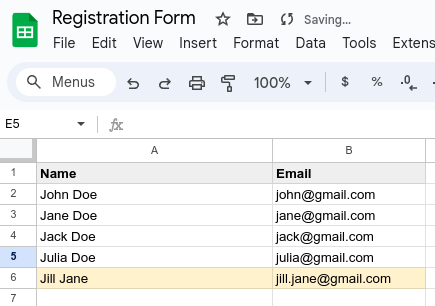 Registration Form Saving...
File Edit View Insert Format Data Tools Extens
Menus 100% $ % .0
E5 fx
A B
1 Name Email
2 John Doe john@gmail.com
3 Jane Doe jane@gmail.com
4 Jack Doe jack@gmail.com
5 Julia Doe julia@gmail.com
6 Jill Jane jill.jane@gmail.com
7